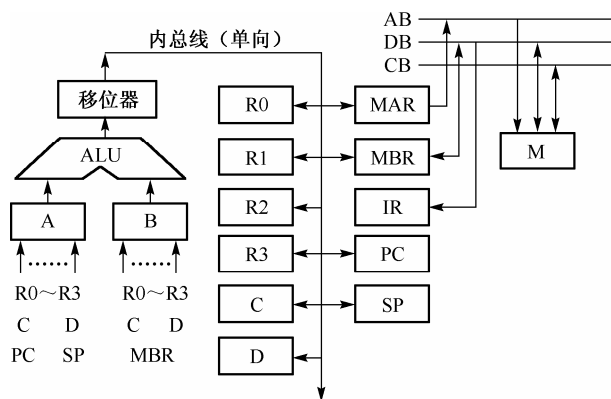 内总线（单向）
AB
DB
CB
移位器
ALU
A
B
……
……
R0～R3
R0～R3
C
D
C
D
PC
SP
MBR
R0
MAR
R1
MBR
R2
IR
R3
PC
C
SP
D
M